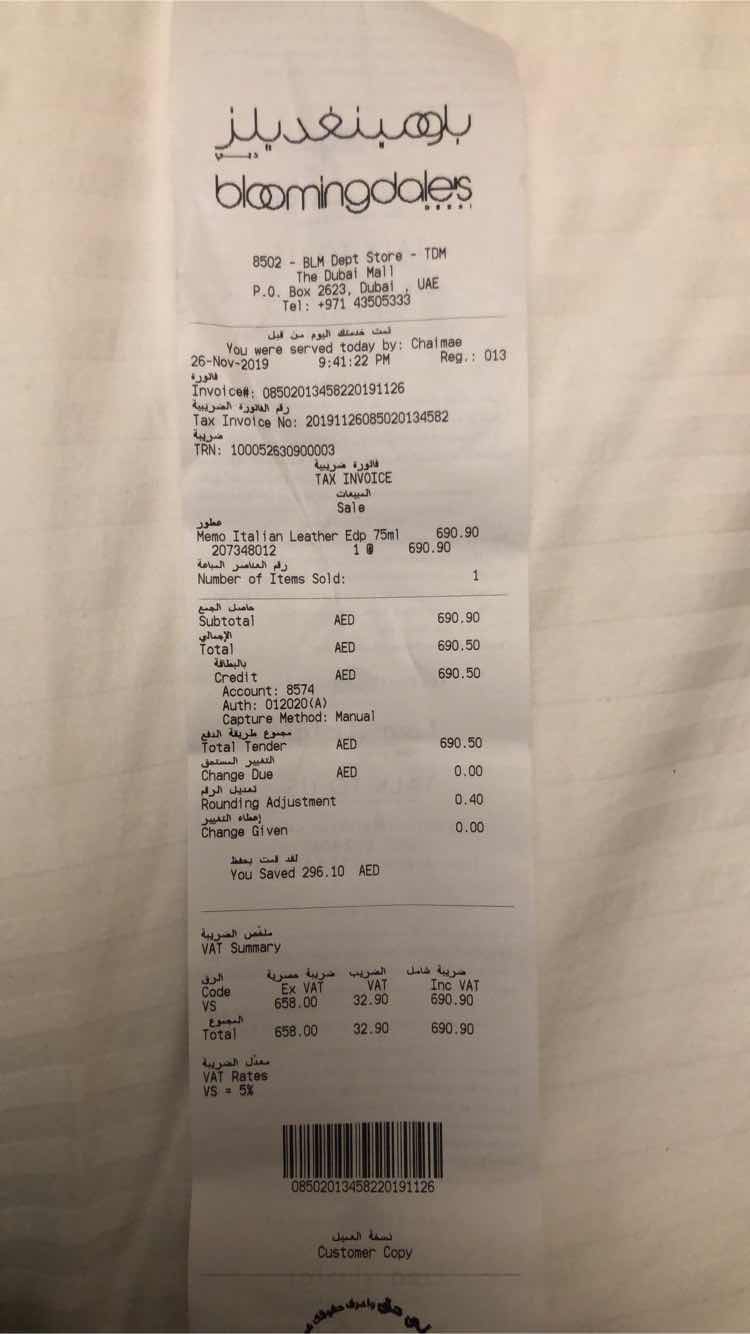 بلومينغديلز
دبي
bloomingdale's
DUBAI
8502 - BLM Dept Store - TDM
The Dubai Mall
P.O. Box 2623, Dubai , UAE
Tel: +971 43505333
تمت خدمتك اليوم من قبل
You were served today by: Chaimae
26-Nov-2019 9:41:22 PM Reg.: 013
فاتورة
Invoice#: 08502013458220191126
رقم الفاتورة الضريبية
Tax Invoice No: 20191126085020134582
ضريبة
TRN: 100052630900003
فاتورة ضريبية
TAX INVOICE
المبيعات
Sale
عطور
Memo Italian Leather Edp 75ml 690.90
207348012 1 @ 690.90
رقم العناصر المباعة
Number of Items Sold: 1
حاصل الجمع
Subtotal AED 690.90
الإجمالي
Total AED 690.50
بالبطاقة
Credit AED 690.50
Account: 8574
Auth: 012020(A)
Capture Method: Manual
مجموع طريقة الدفع
Total Tender AED 690.50
التغيير المستحق
Change Due AED 0.00
تعديل الرقم
Rounding Adjustment 0.40
إعطاء التغيير
Change Given 0.00
لقد قمت بحفظ
You Saved 296.10 AED
ملخص الضريبة
VAT Summary
الرق ضريبة حصرية الضريب ضريبة شامل
Code Ex VAT VAT Inc VAT
VS 658.00 32.90 690.90
المجموع
Total 658.00 32.90 690.90
معدل الضريبة
VAT Rates
VS = 5%
08502013458220191126
نسخة العميل
Customer Copy